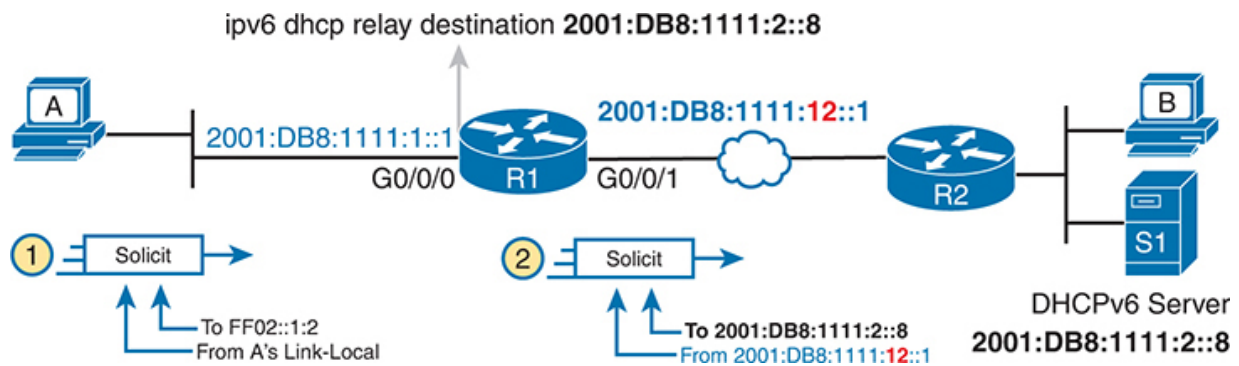 ipv6 dhcp relay destination 2001:DB8:1111:2::8
A
2001:DB8:1111:1::1
2001:DB8:1111:12::1
B
G0/0/0
R1
G0/0/1
R2
S1
1
Solicit
2
Solicit
To FF02::1:2
From A's Link-Local
To 2001:DB8:1111:2::8
From 2001:DB8:1111:12::1
DHCPv6 Server
2001:DB8:1111:2::8